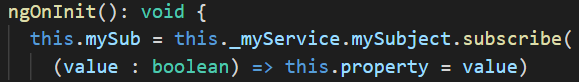 ngOnInit(): void {
this.mySub = this._myService.mySubject.subscribe(
(value : boolean) => this.property = value)